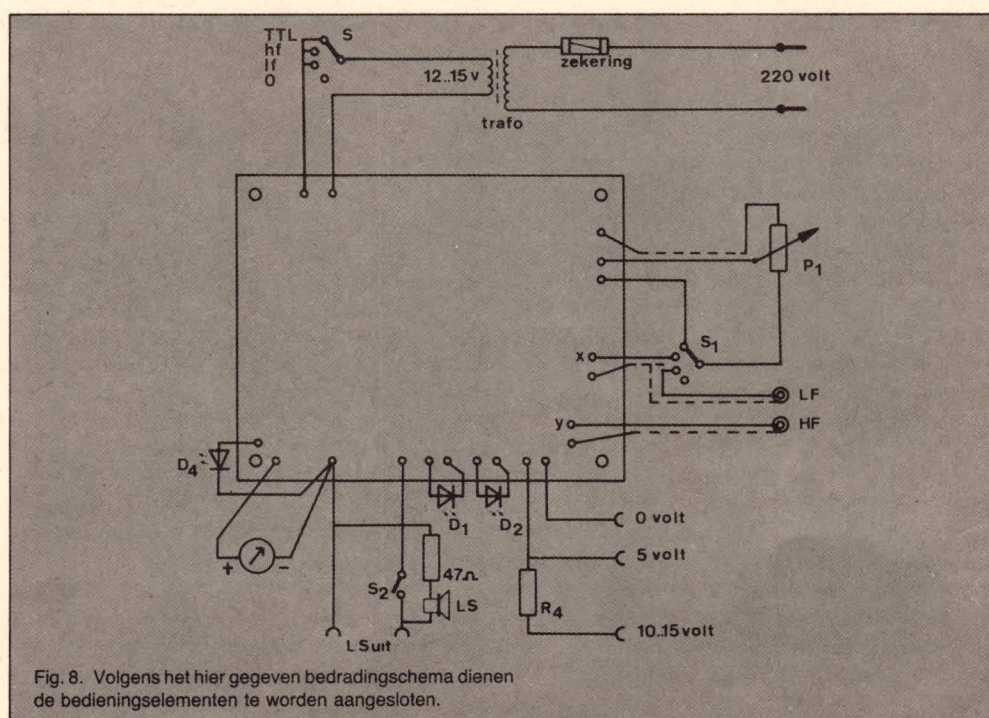 TTL
hf
lf
0
S
12..15 v
trafo
zekering
220 volt
P1
S1
x
LF
y
HF
D4
D1
D2
0 volt
5 volt
+
-
S2
47Ω
LS
R4
10..15 volt
LS uit
Fig. 8. Volgens het hier gegeven bedradingschema dienen
de bedieningselementen te worden aangesloten.